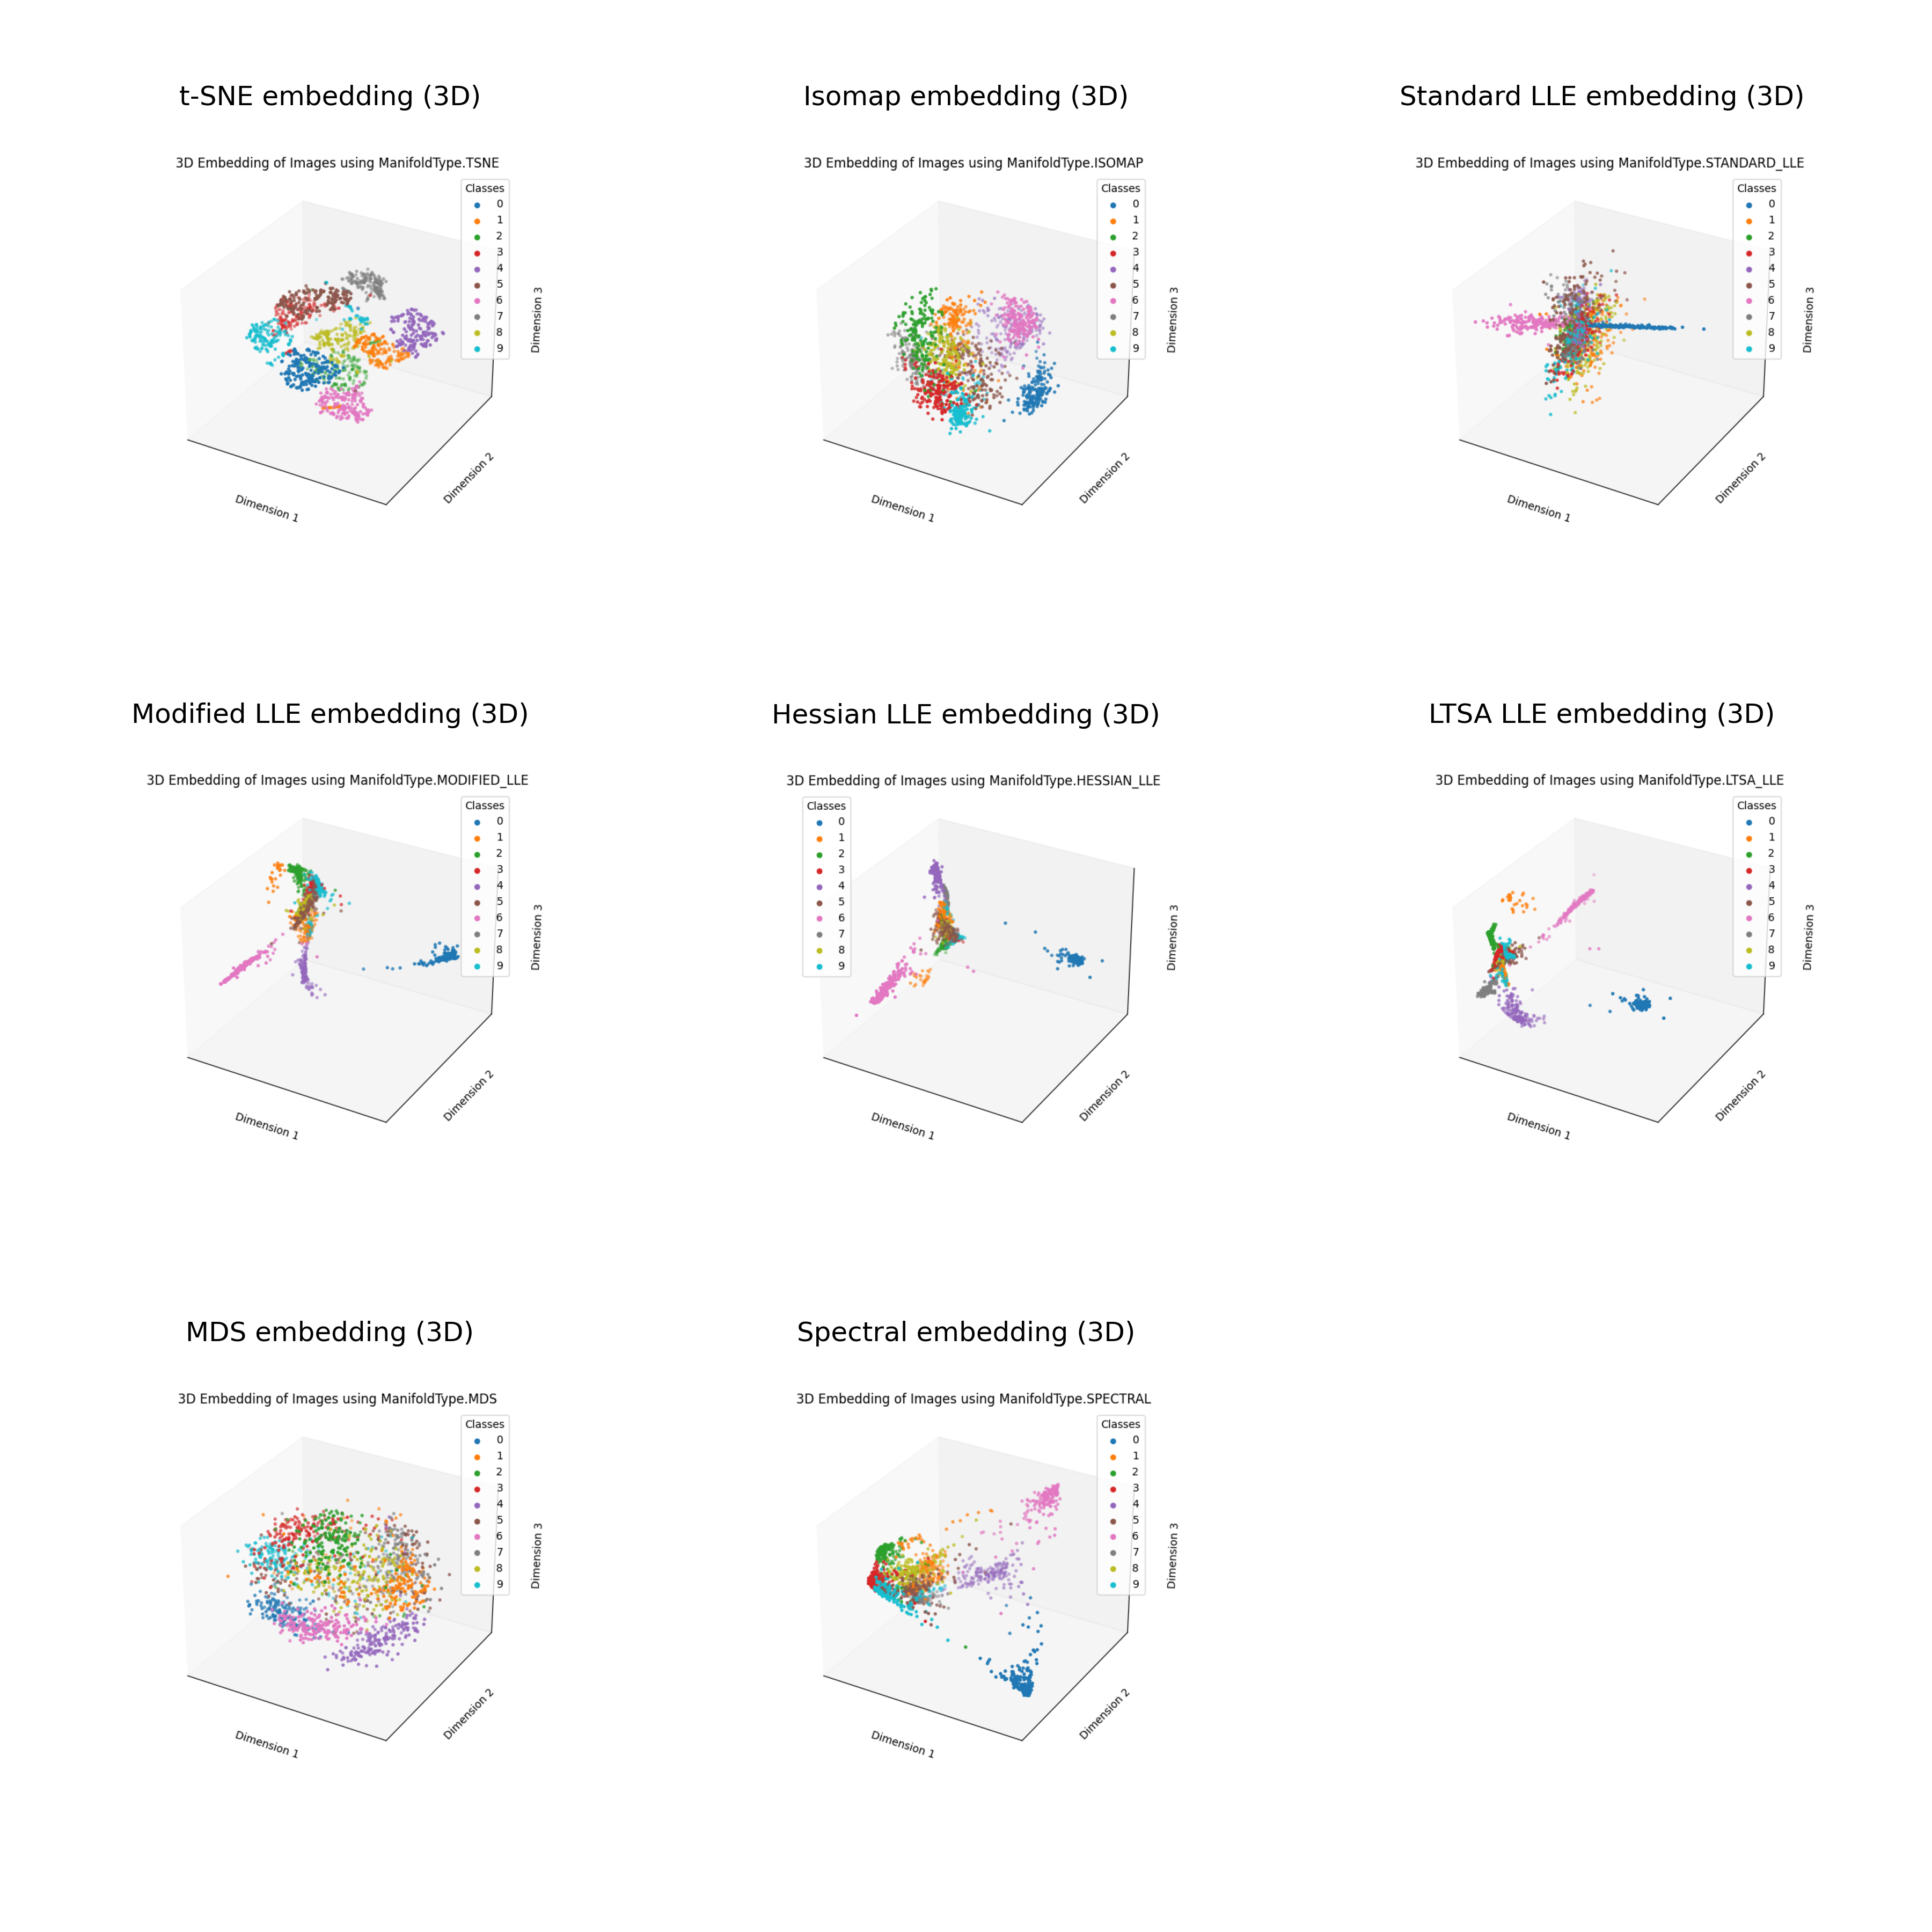 t-SNE embedding (3D)
3D Embedding of Images using ManifoldType.TSNE
Classes
0
1
2
3
4
5
6
7
8
9
Dimension 1
Dimension 2
Dimension 3
Isomap embedding (3D)
3D Embedding of Images using ManifoldType.ISOMAP
Classes
0
1
2
3
4
5
6
7
8
9
Dimension 1
Dimension 2
Dimension 3
Standard LLE embedding (3D)
3D Embedding of Images using ManifoldType.STANDARD_LLE
Classes
0
1
2
3
4
5
6
7
8
9
Dimension 1
Dimension 2
Dimension 3
Modified LLE embedding (3D)
3D Embedding of Images using ManifoldType.MODIFIED_LLE
Classes
0
1
2
3
4
5
6
7
8
9
Dimension 1
Dimension 2
Dimension 3
Hessian LLE embedding (3D)
3D Embedding of Images using ManifoldType.HESSIAN_LLE
Classes
0
1
2
3
4
5
6
7
8
9
Dimension 1
Dimension 2
Dimension 3
LTSA LLE embedding (3D)
3D Embedding of Images using ManifoldType.LTSA_LLE
Classes
0
1
2
3
4
5
6
7
8
9
Dimension 1
Dimension 2
Dimension 3
MDS embedding (3D)
3D Embedding of Images using ManifoldType.MDS
Classes
0
1
2
3
4
5
6
7
8
9
Dimension 1
Dimension 2
Dimension 3
Spectral embedding (3D)
3D Embedding of Images using ManifoldType.SPECTRAL
Classes
0
1
2
3
4
5
6
7
8
9
Dimension 1
Dimension 2
Dimension 3